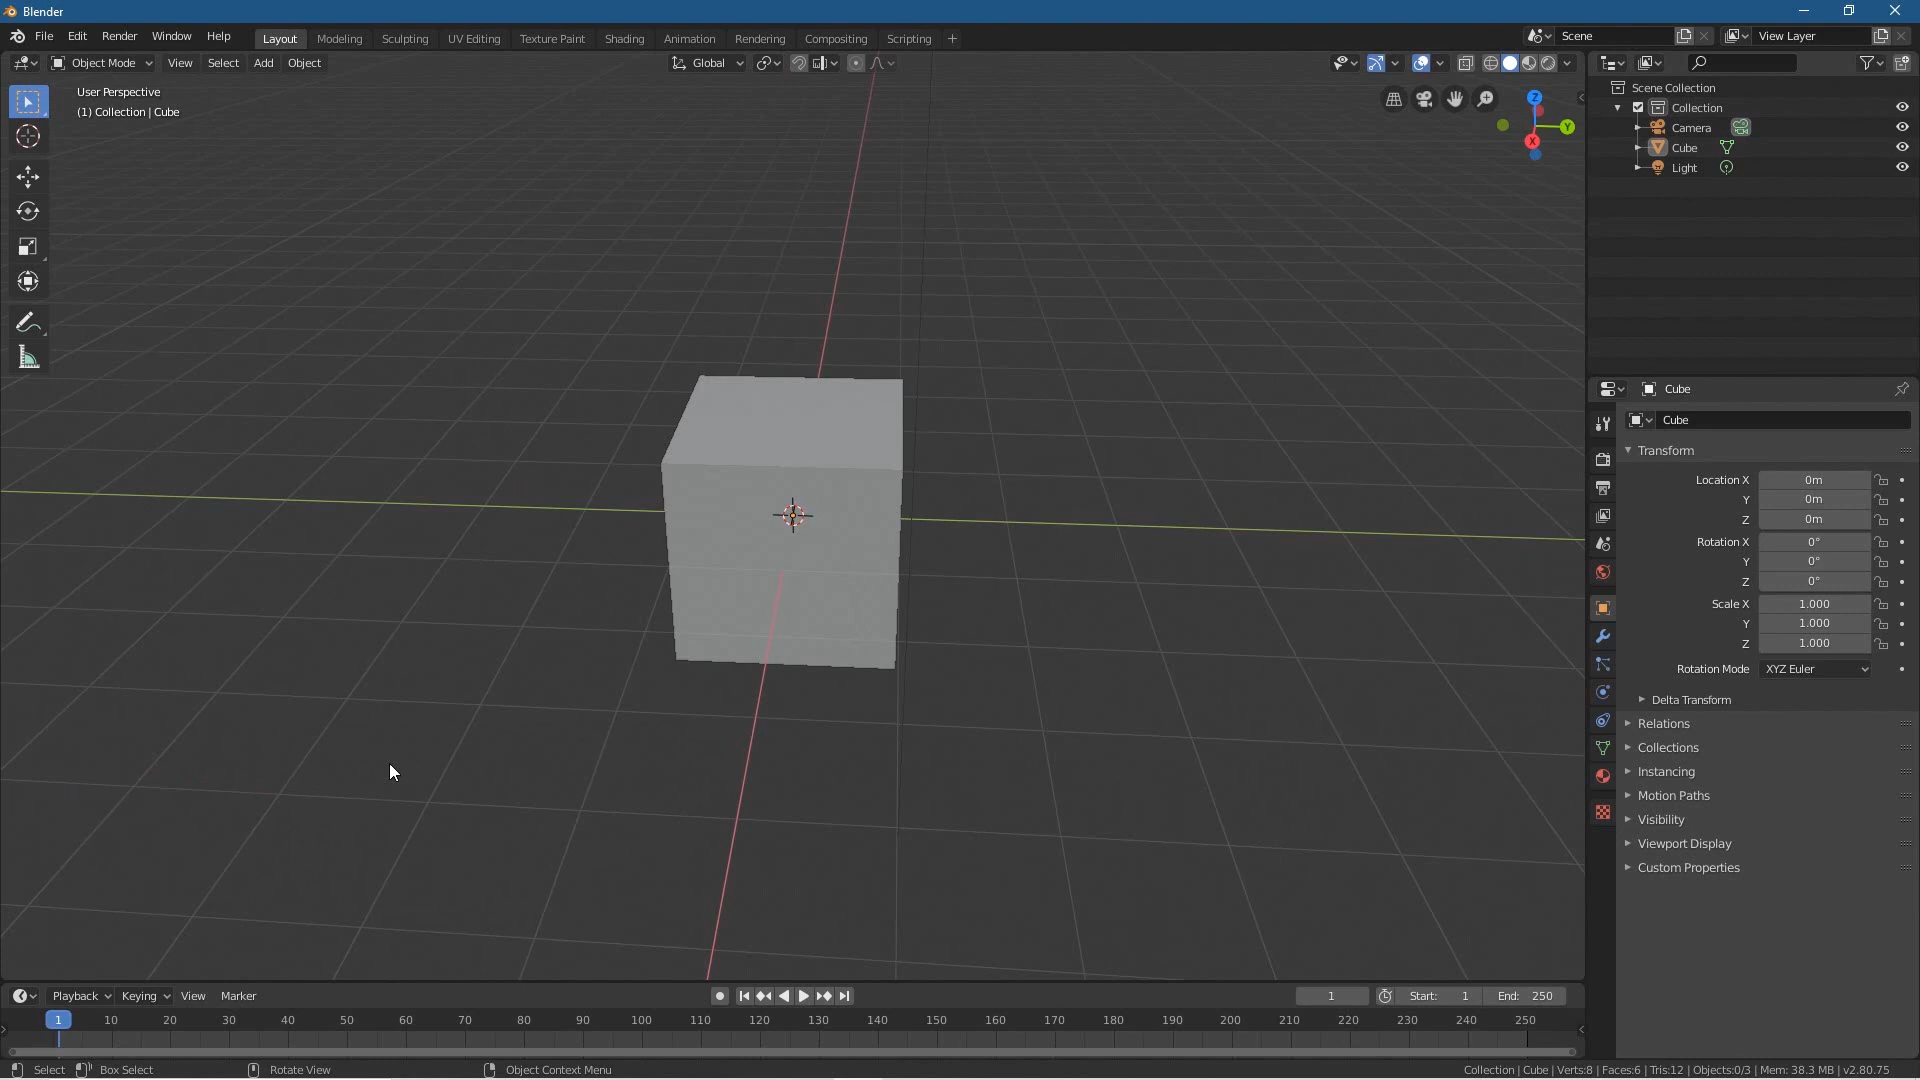 Blender
File Edit Render Window Help Layout Modeling Sculpting UV Editing Texture Paint Shading Animation Rendering Compositing Scripting + Scene View Layer
Object Mode View Select Add Object Global
User Perspective
(1) Collection | Cube
Z
Y
X
Scene Collection
Collection
Camera
Cube
Light
Cube
Cube
Transform
Location X 0m
Y 0m
Z 0m
Rotation X 0°
Y 0°
Z 0°
Scale X 1.000
Y 1.000
Z 1.000
Rotation Mode XYZ Euler
Delta Transform
Relations
Collections
Instancing
Motion Paths
Visibility
Viewport Display
Custom Properties
Playback Keying View Marker 1 Start: 1 End: 250
1 10 20 30 40 50 60 70 80 90 100 110 120 130 140 150 160 170 180 190 200 210 220 230 240 250
Select Box Select Rotate View Object Context Menu Collection | Cube | Verts:8 | Faces:6 | Tris:12 | Objects:0/3 | Mem: 38.3 MB | v2.80.75